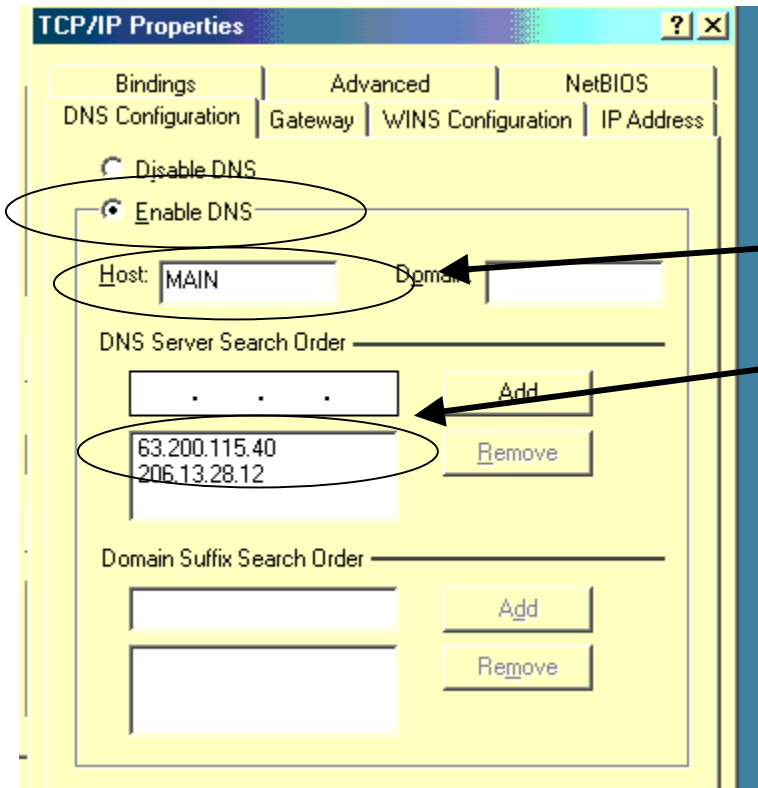 TCP/IP Properties ? ×
Bindings Advanced NetBIOS
DNS Configuration Gateway WINS Configuration IP Address
Disable DNS
Enable DNS
Host: MAIN Domain:
DNS Server Search Order
. . . Add
63.200.115.40 Remove
206.13.28.12
Domain Suffix Search Order
Add
Remove